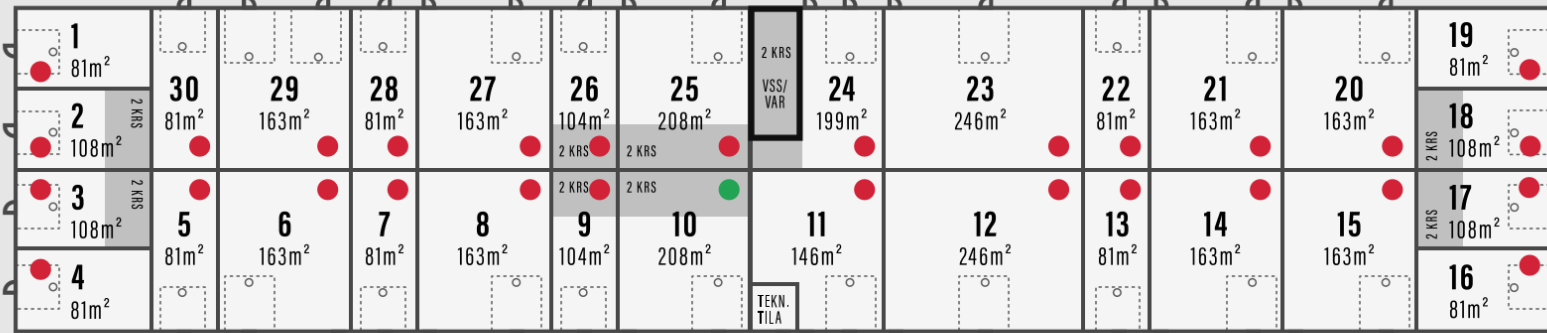 1
81m²
2
108m²
2 KRS
3
108m²
2 KRS
4
81m²
30
81m²
29
163m²
28
81m²
27
163m²
26
104m²
2 KRS
25
208m²
2 KRS
2 KRS
VSS/
VAR
24
199m²
23
246m²
22
81m²
21
163m²
20
163m²
19
81m²
18
108m²
2 KRS
17
108m²
2 KRS
16
81m²
5
81m²
6
163m²
7
81m²
8
163m²
2 KRS
9
104m²
2 KRS
10
208m²
11
146m²
TEKN.
TILA
12
246m²
13
81m²
14
163m²
15
163m²